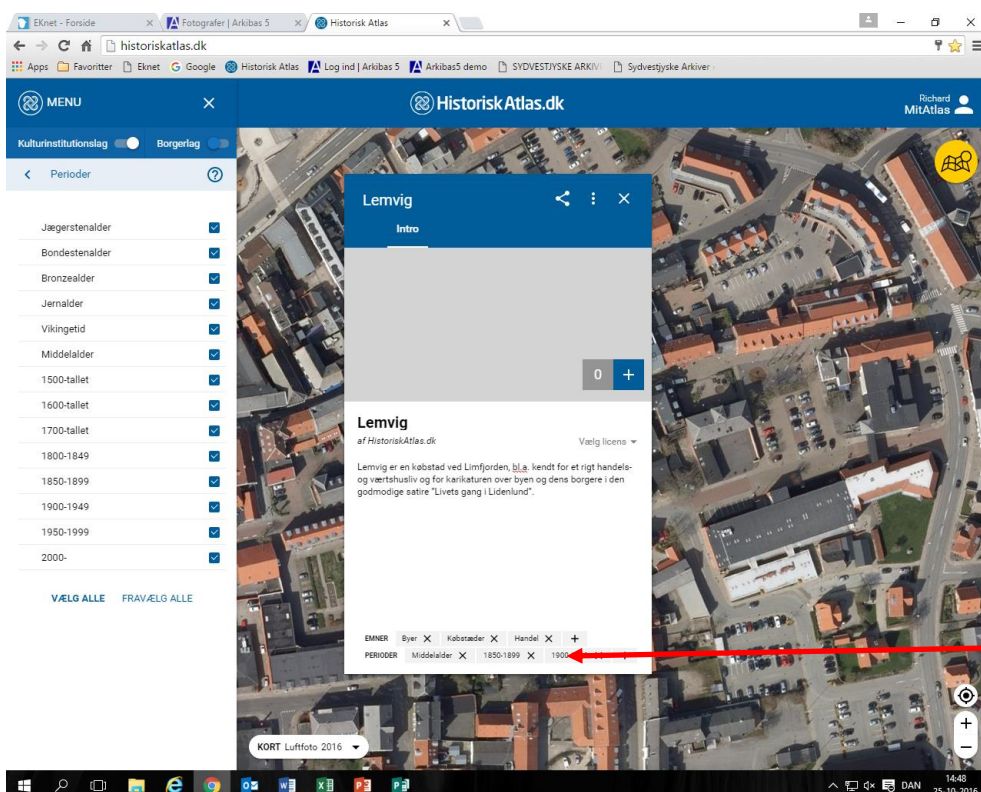 EKnet - Forside
Fotografer | Arkibas 5
Historisk Atlas
historiskatlas.dk
Apps Favoritter Eknet Google Historisk Atlas Log ind | Arkibas 5 Arkibas5 demo SYDVESTJYSKE Sydvestjyske Arkiver
MENU
HistoriskAtlas.dk
Richard
MitAtlas
Kulturinstitutionslag Borgerlag
Perioder
Jægerstenalder
Bondestenalder
Bronzealder
Jernalder
Vikingetid
Middelalder
1500-tallet
1600-tallet
1700-tallet
1800-1849
1850-1899
1900-1949
1950-1999
2000-
VÆLG ALLE FRAVÆLG ALLE
Lemvig
Intro
0 +
Lemvig
af HistoriskAtlas.dk
Vælg licens
Lemvig er en købstad ved Limfjorden, bl.a. kendt for et rigt handels-
og værtshusliv og for karikaturen over byen og dens borgere i den
godmodige satire "Livets gang i Lidenlund".
EMNER Byer X Købstæder X Handel X +
PERIODER Middelalder X 1850-1899 X
KORT Luftfoto 2016
DAN
14:48
25-10-2016